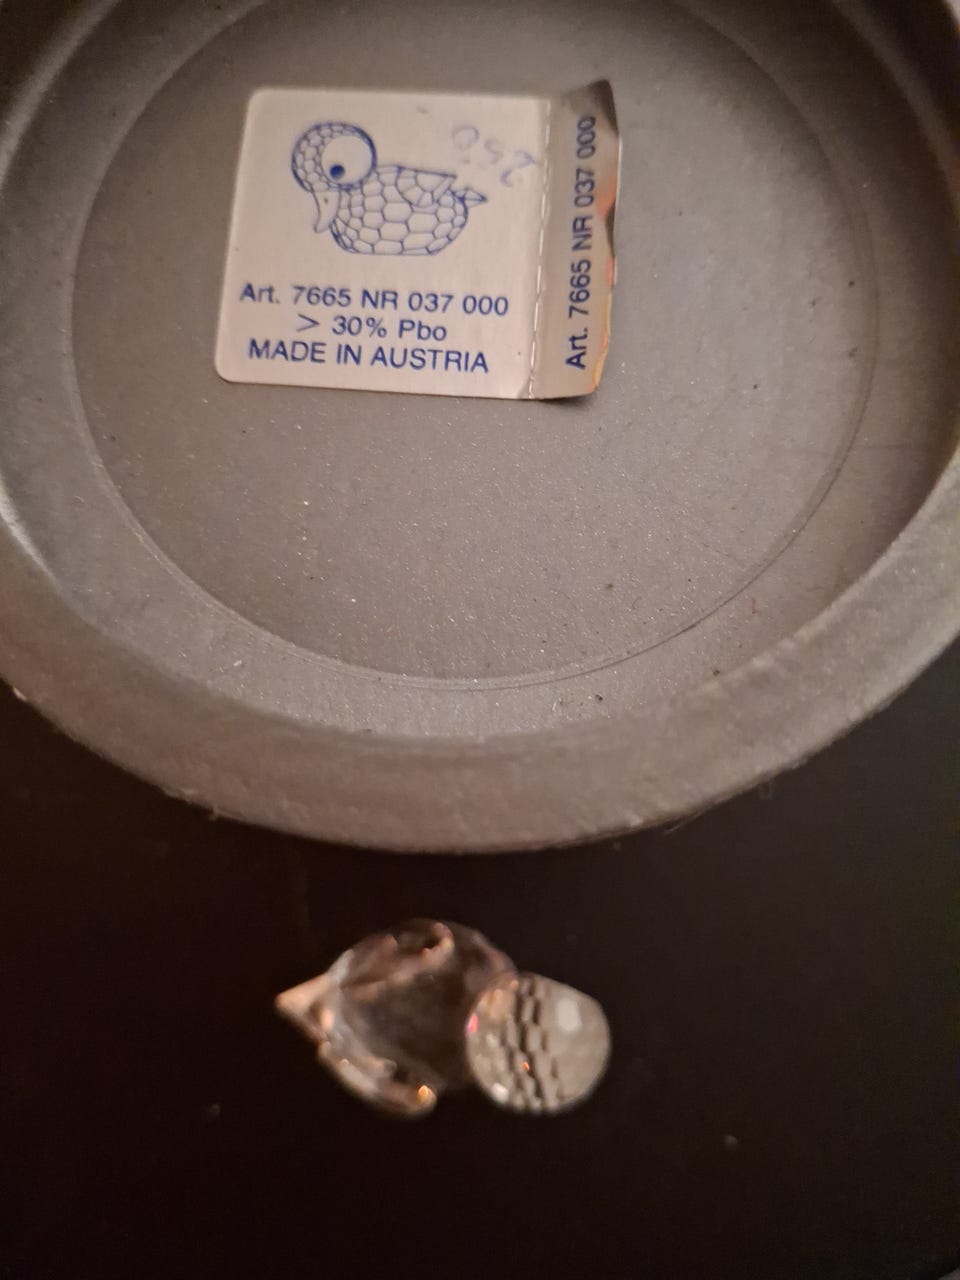 Art. 7665 NR 037 000
> 30% Pbo
MADE IN AUSTRIA
Art. 7665 NR 037 000